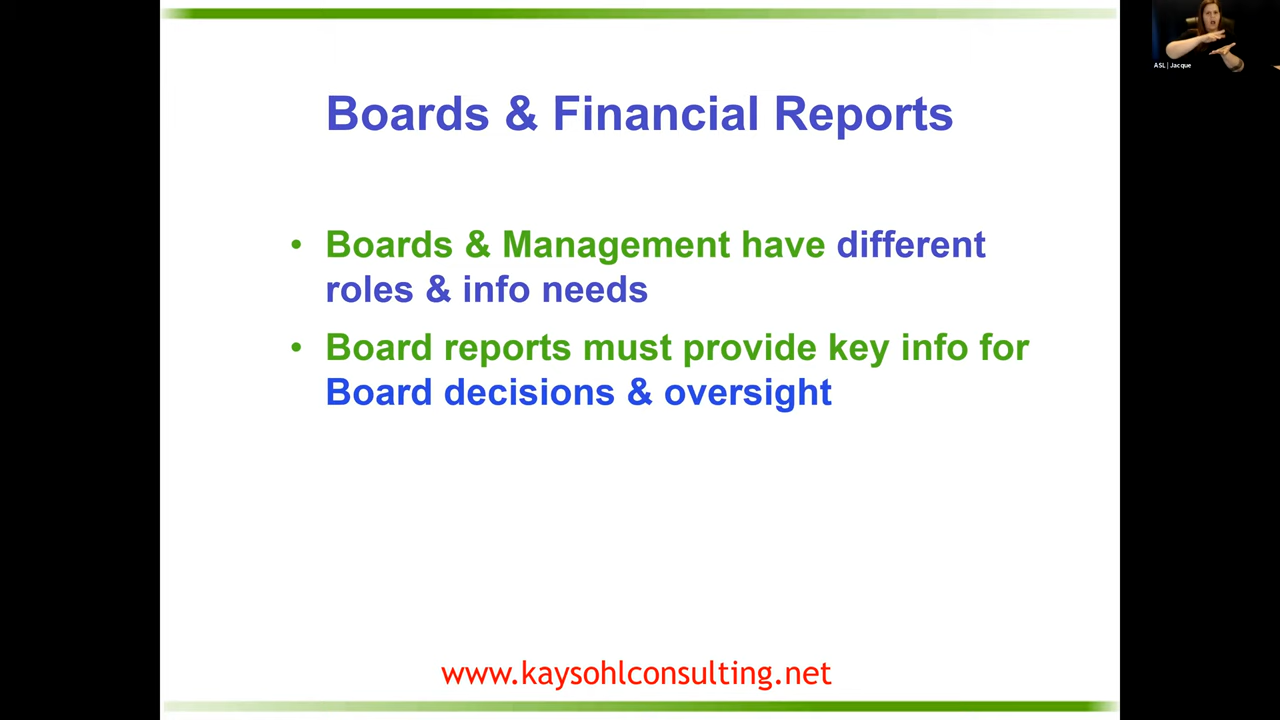 ASL | Jacque
Boards & Financial Reports
• Boards & Management have different
roles & info needs
• Board reports must provide key info for
Board decisions & oversight
www.kaysohlconsulting.net